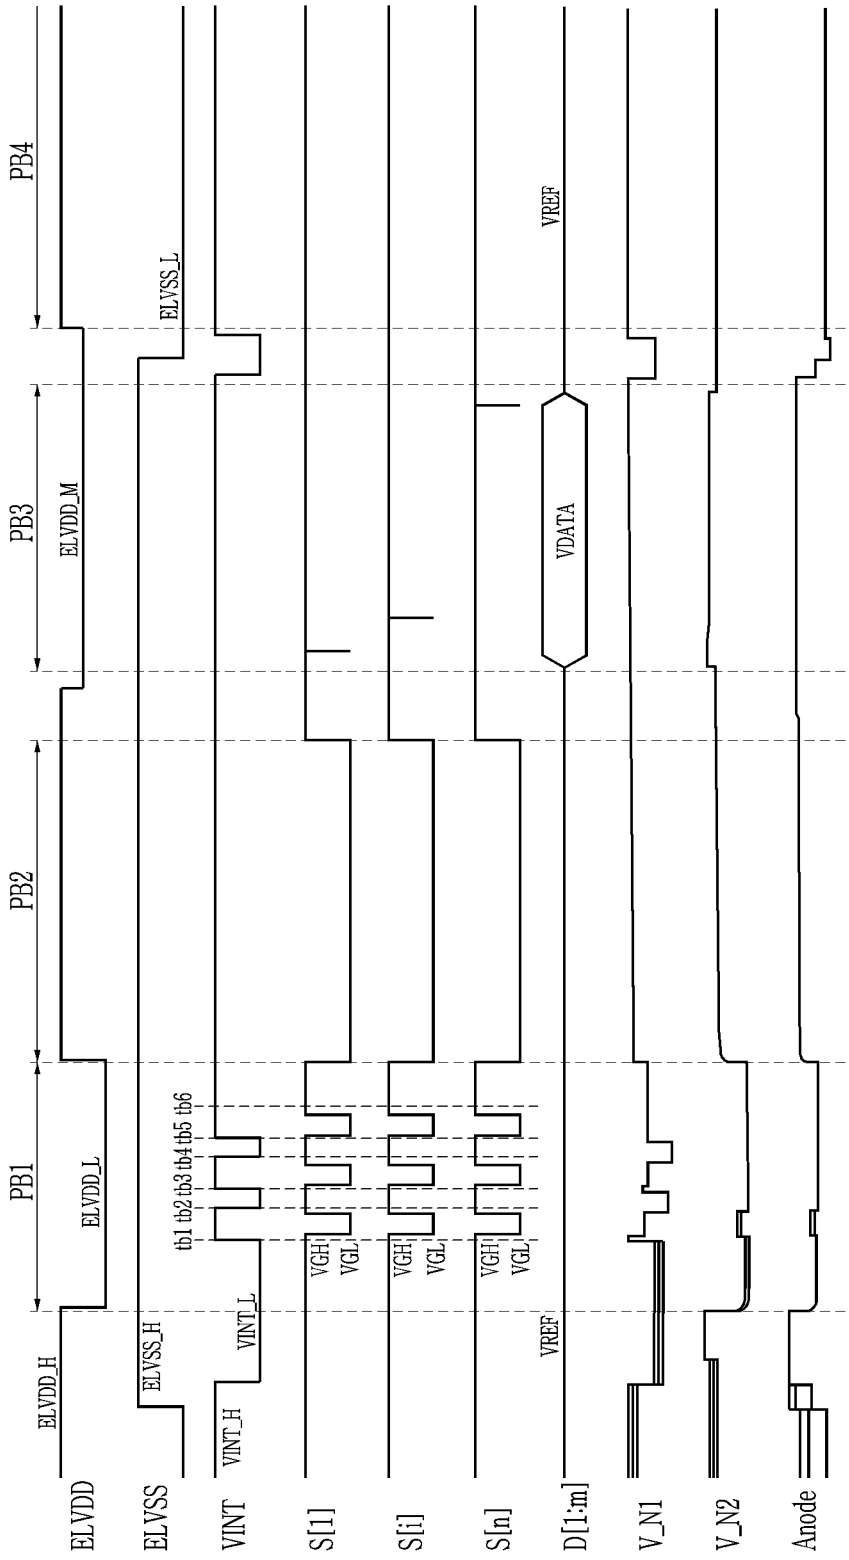 PB1
PB2
PB3
PB4
ELVDD
ELVDD_H
ELVDD_L
ELVDD_M
ELVSS
ELVSS_H
ELVSS_L
VINT
VINT_H
VINT_L
tb1 tb2 tb3 tb4 tb5 tb6
S[1]
VGH
VGL
S[i]
VGH
VGL
S[n]
VGH
VGL
D[1:m]
VREF
VDATA
VREF
V_N1
V_N2
Anode